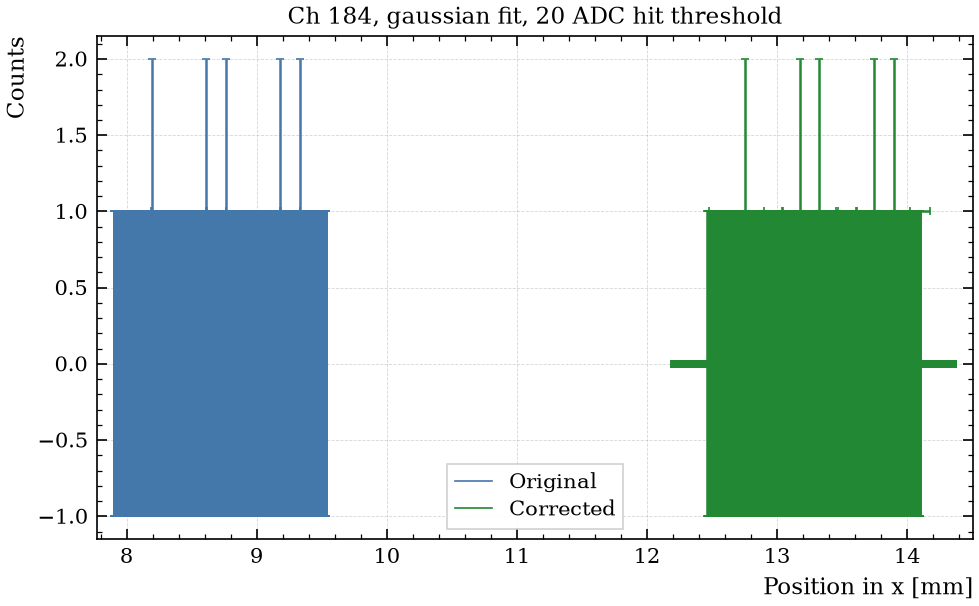 Ch 184, gaussian fit, 20 ADC hit threshold
Counts
2.0
1.5
1.0
0.5
0.0
−0.5
−1.0
Original
Corrected
8 9 10 11 12 13 14
Position in x [mm]